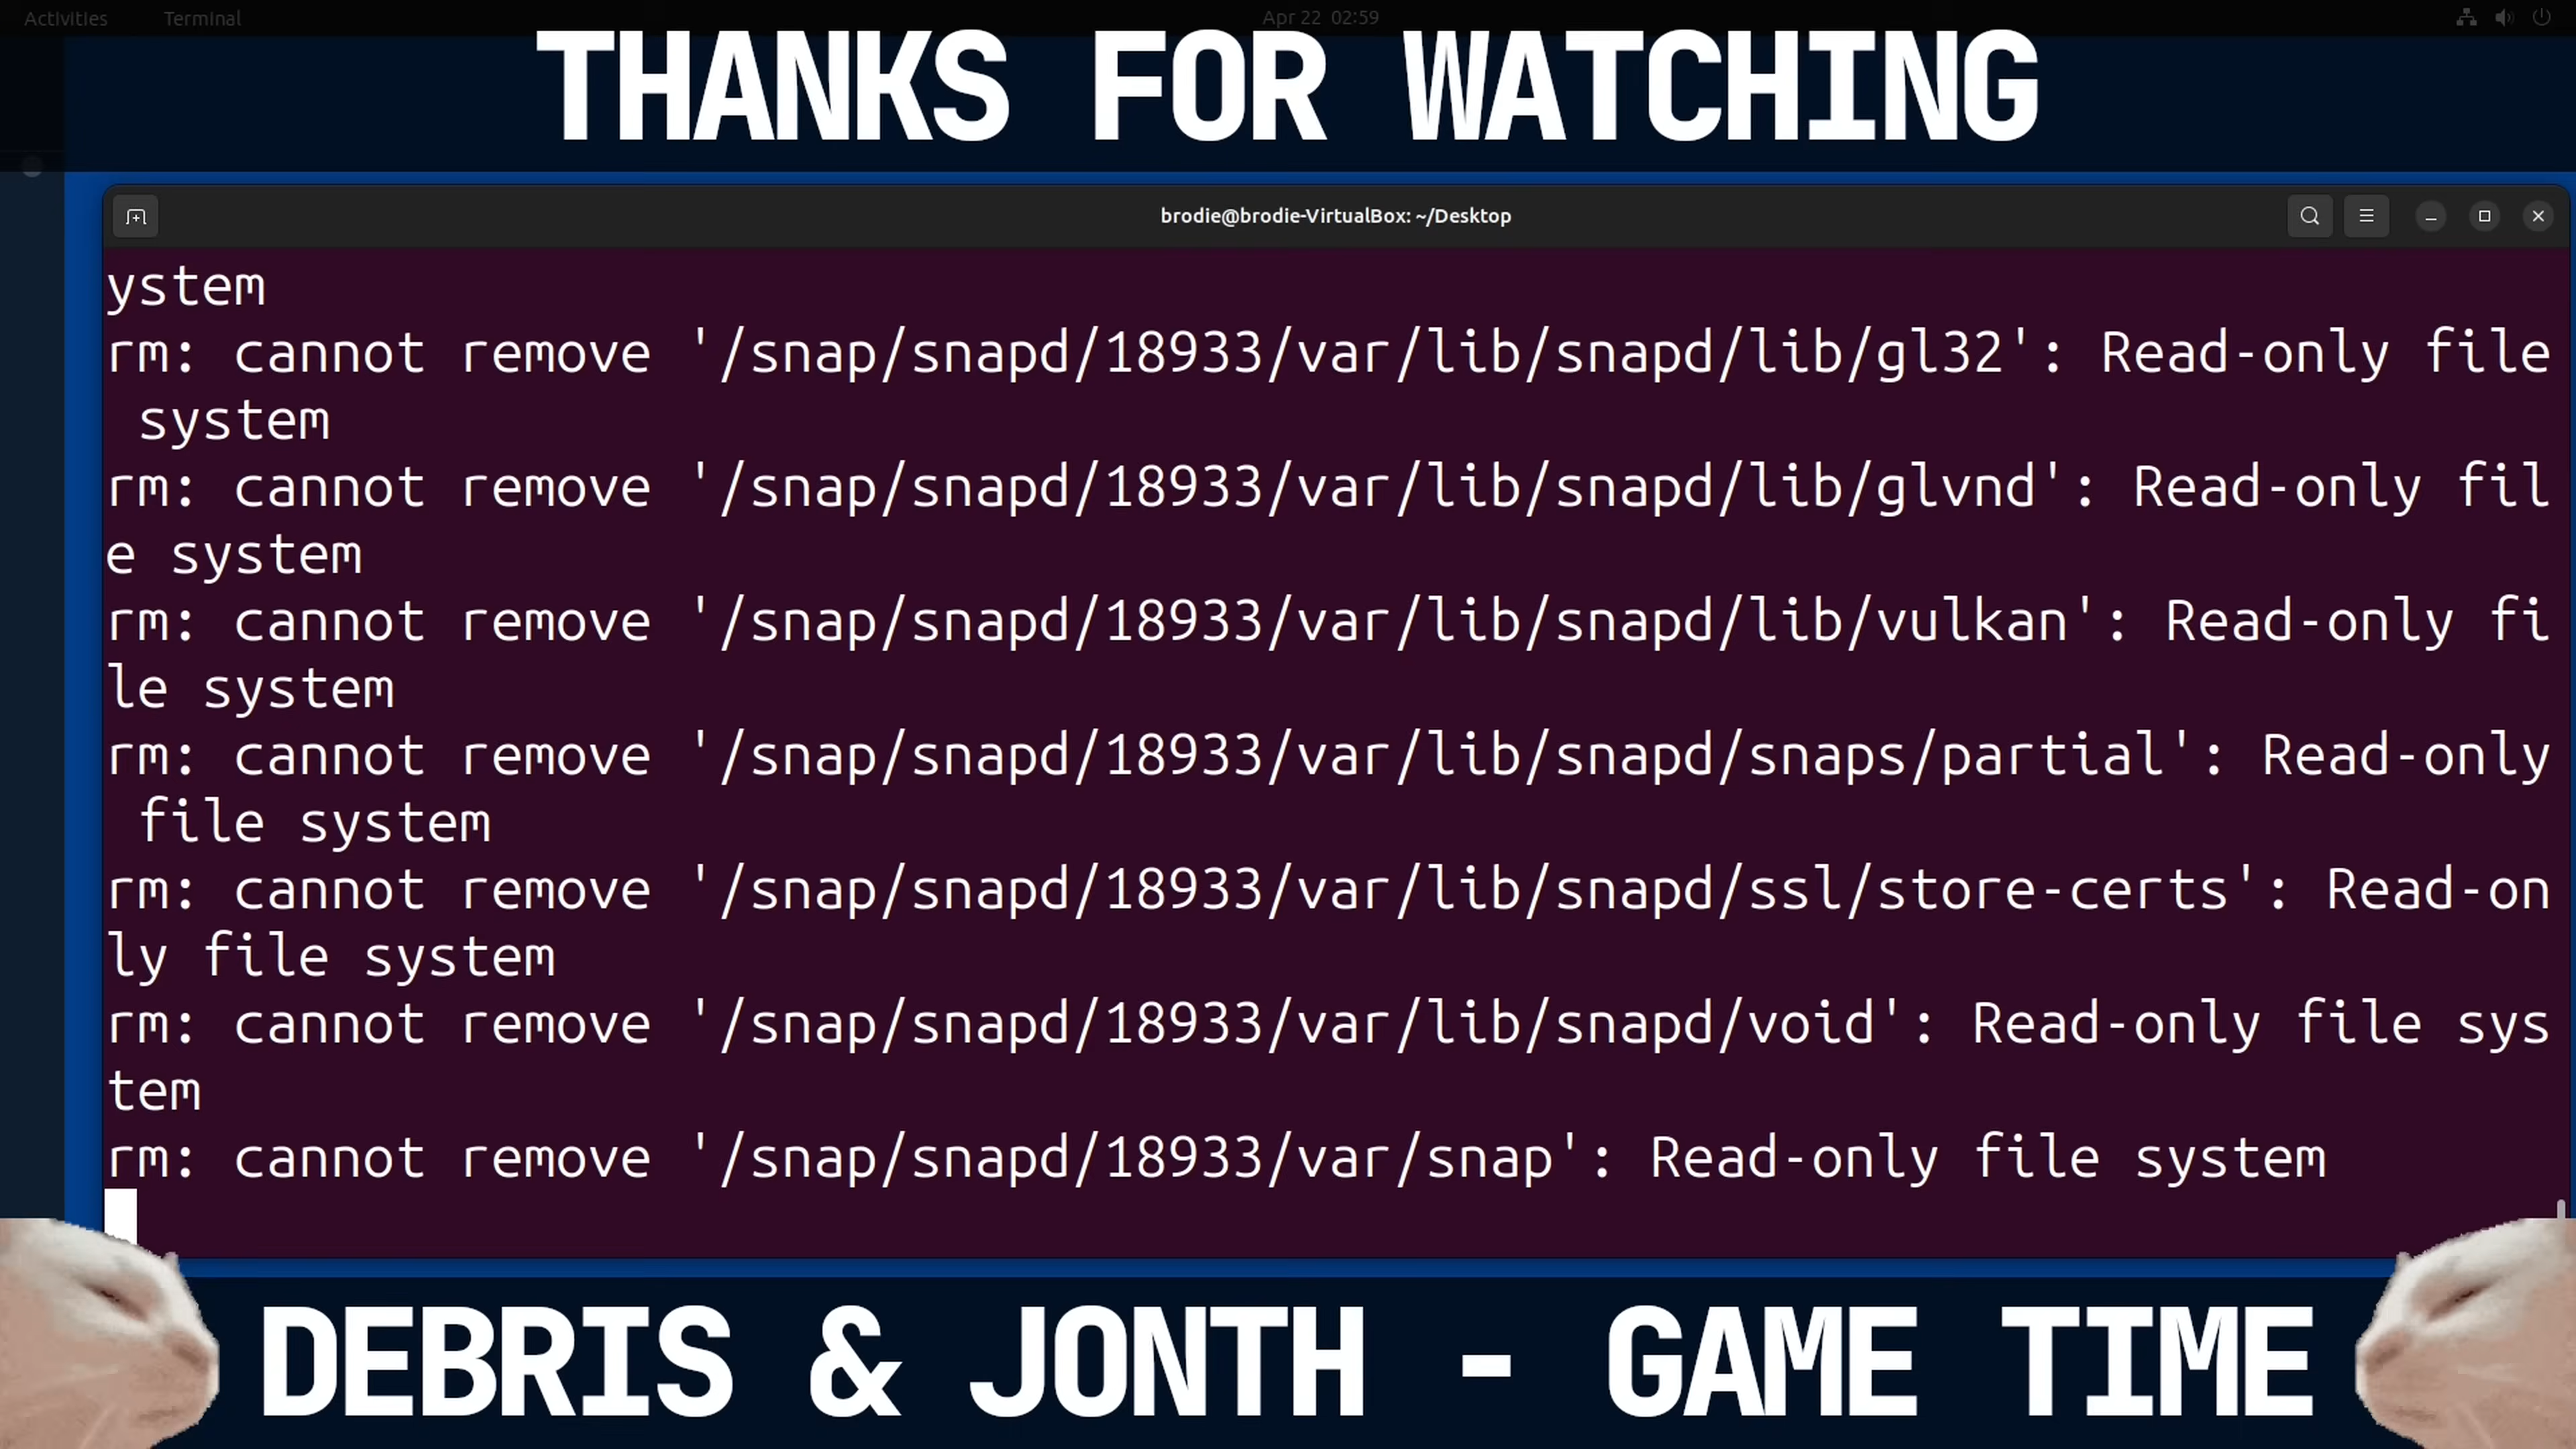 Activities Terminal Apr 22 02:59
THANKS FOR WATCHING
brodie@brodie-VirtualBox: ~/Desktop
ystem
rm: cannot remove '/snap/snapd/18933/var/lib/snapd/lib/gl32': Read-only file
 system
rm: cannot remove '/snap/snapd/18933/var/lib/snapd/lib/glvnd': Read-only fil
e system
rm: cannot remove '/snap/snapd/18933/var/lib/snapd/lib/vulkan': Read-only fi
le system
rm: cannot remove '/snap/snapd/18933/var/lib/snapd/snaps/partial': Read-only
 file system
rm: cannot remove '/snap/snapd/18933/var/lib/snapd/ssl/store-certs': Read-on
ly file system
rm: cannot remove '/snap/snapd/18933/var/lib/snapd/void': Read-only file sys
tem
rm: cannot remove '/snap/snapd/18933/var/snap': Read-only file system
DEBRIS & JONTH - GAME TIME